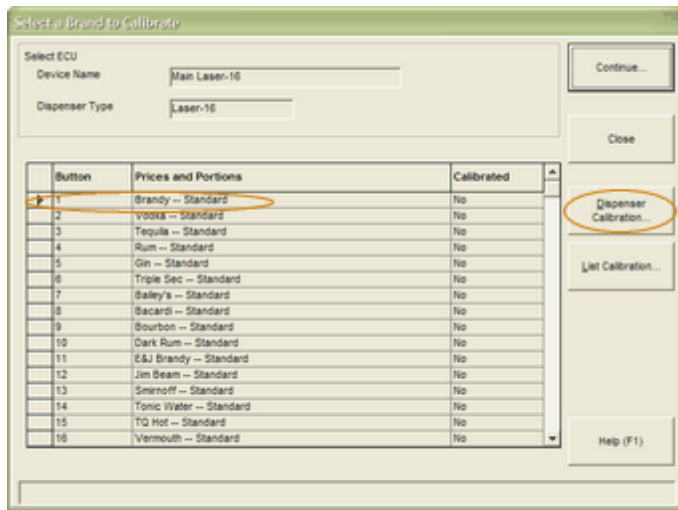 Select a Brand to Calibrate
Select ECU
Device Name Main Laser-16
Dispenser Type Laser-16
Continue...
Close
Dispenser Calibration...
List Calibration...
Help (F1)
Button Prices and Portions Calibrated
1 Brandy -- Standard No
2 Vodka -- Standard No
3 Tequila -- Standard No
4 Rum -- Standard No
5 Gin -- Standard No
6 Triple Sec -- Standard No
7 Bailey's -- Standard No
8 Bacardi -- Standard No
9 Bourbon -- Standard No
10 Dark Rum -- Standard No
11 E&J Brandy -- Standard No
12 Jim Beam -- Standard No
13 Smirnoff -- Standard No
14 Tonic Water -- Standard No
15 TQ Hot -- Standard No
16 Vermouth -- Standard No